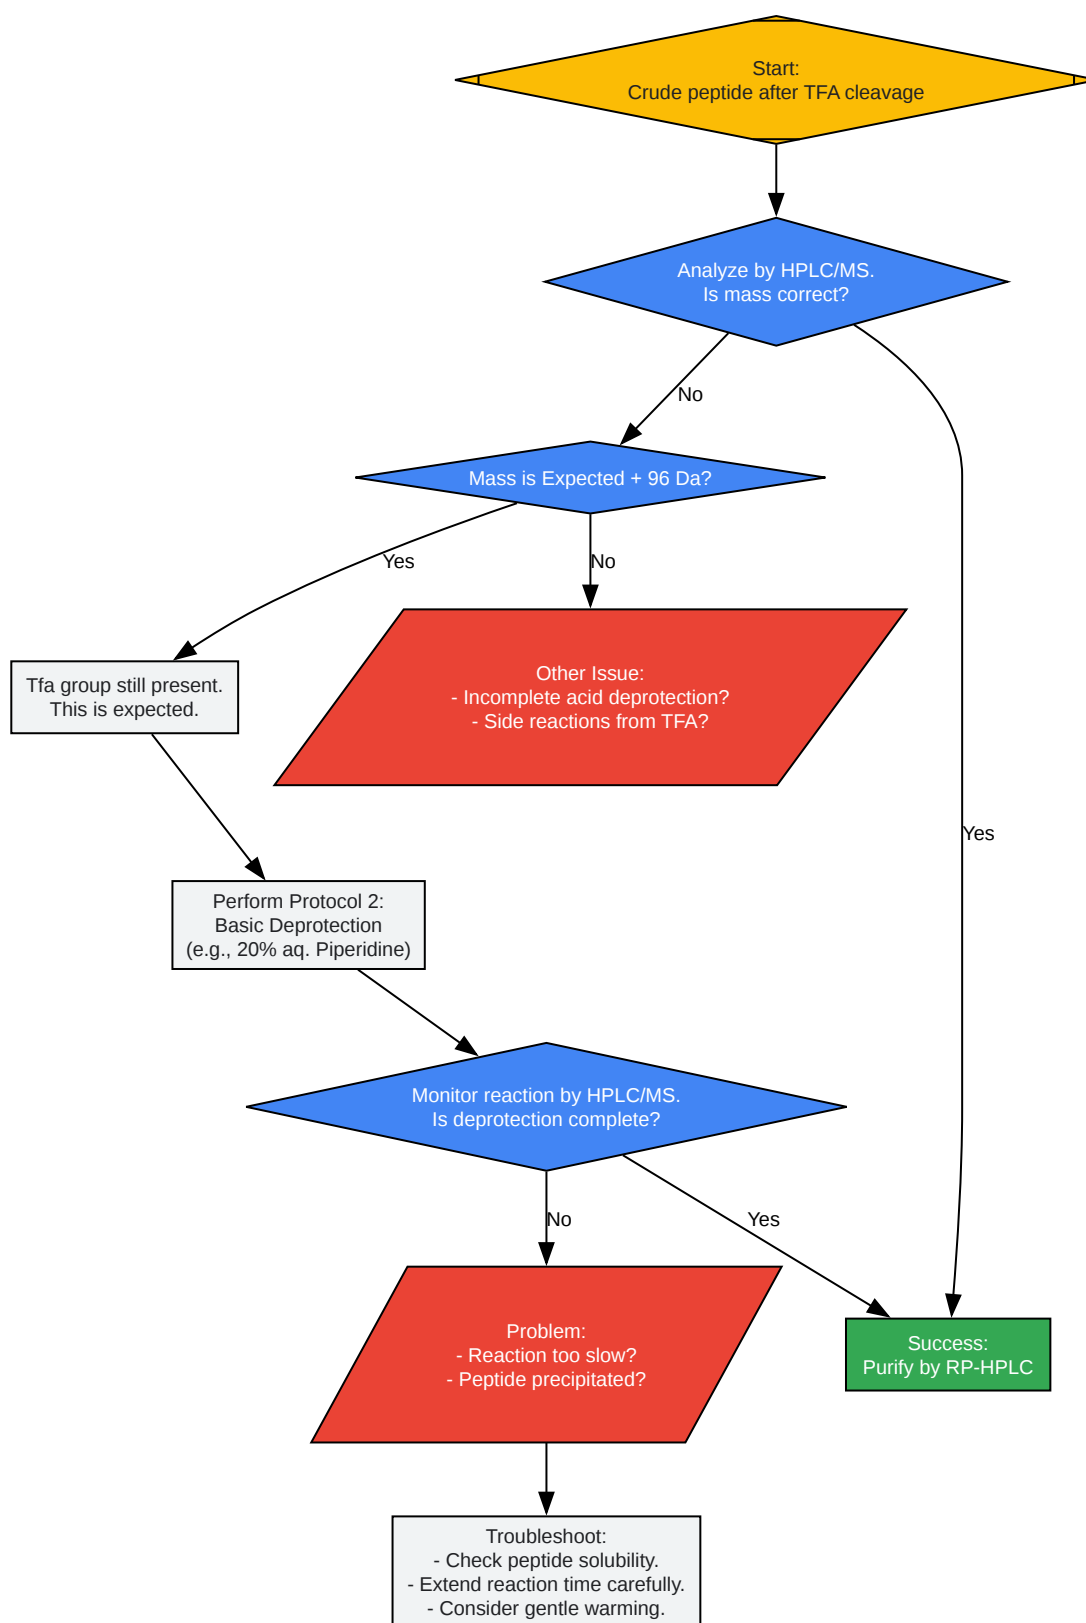 Start:
Crude peptide after TFA cleavage
Analyze by HPLC/MS.
Is mass correct?
No
Mass is Expected + 96 Da?
Yes
No
Tfa group still present.
This is expected.
Other Issue:
- Incomplete acid deprotection?
- Side reactions from TFA?
Yes
Perform Protocol 2:
Basic Deprotection
(e.g., 20% aq. Piperidine)
Monitor reaction by HPLC/MS.
Is deprotection complete?
No
Yes
Problem:
- Reaction too slow?
- Peptide precipitated?
Success:
Purify by RP-HPLC
Troubleshoot:
- Check peptide solubility.
- Extend reaction time carefully.
- Consider gentle warming.